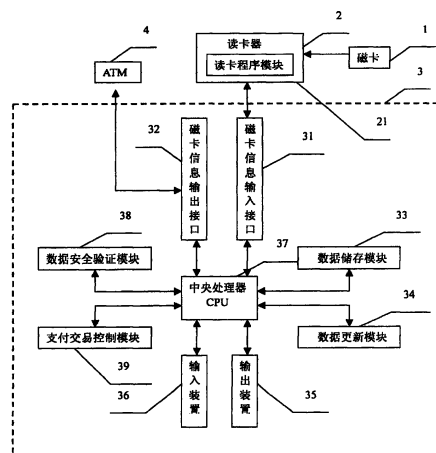 4
2
1
读卡器
读卡程序模块
磁卡
ATM
3
21
32
31
磁卡信息输出接口
磁卡信息输入接口
38
37
33
数据安全验证模块
数据储存模块
中央处理器
CPU
34
支付交易控制模块
数据更新模块
39
36
输入装置
输出装置
35